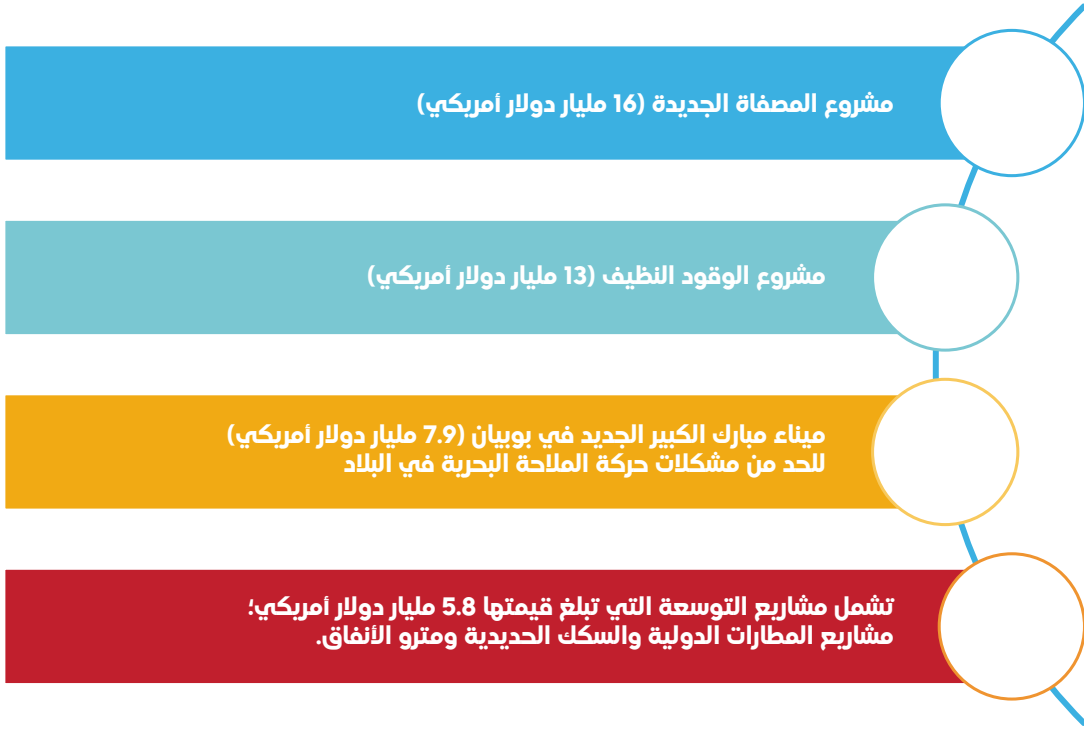 مشروع المصفاة الجديدة (16 مليار دولار أمريكي)
مشروع الوقود النظيف (13 مليار دولار أمريكي)
ميناء مبارك الكبير الجديد في بوبيان (7.9 مليار دولار أمريكي)
للحد من مشكلات حركة الملاحة البحرية في البلاد
تشمل مشاريع التوسعة التي تبلغ قيمتها 5.8 مليار دولار أمريكي؛
مشاريع المطارات الدولية والسكك الحديدية ومترو الأنفاق.